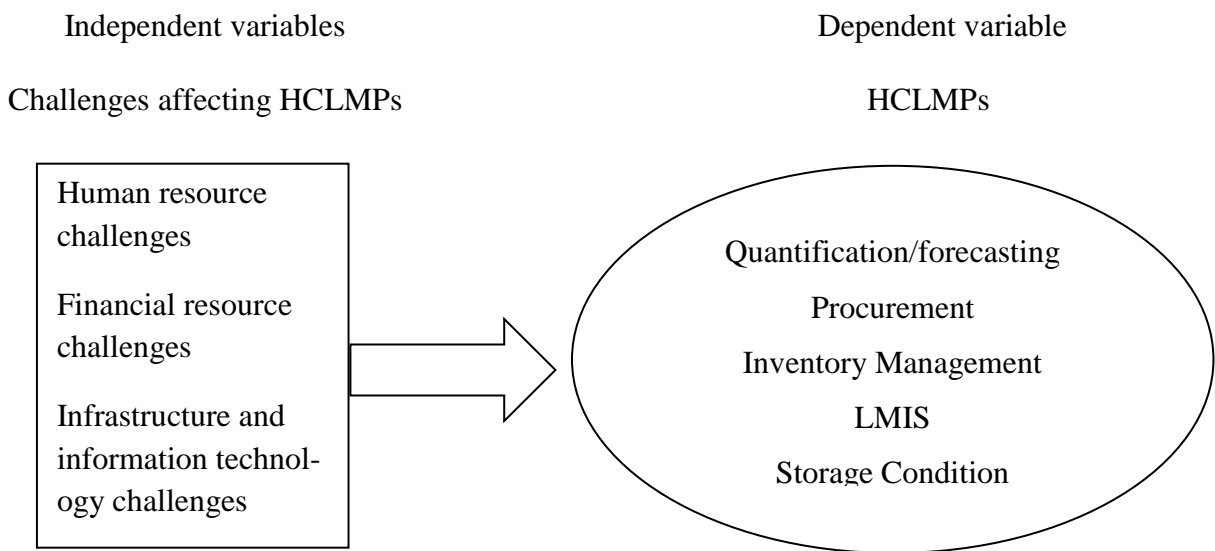 Independent variables
Dependent variable
Challenges affecting HCLMPs
HCLMPs
Human resource
challenges
Financial resource
challenges
Infrastructure and
information technol-
ogy challenges
Quantification/forecasting
Procurement
Inventory Management
LMIS
Storage Condition